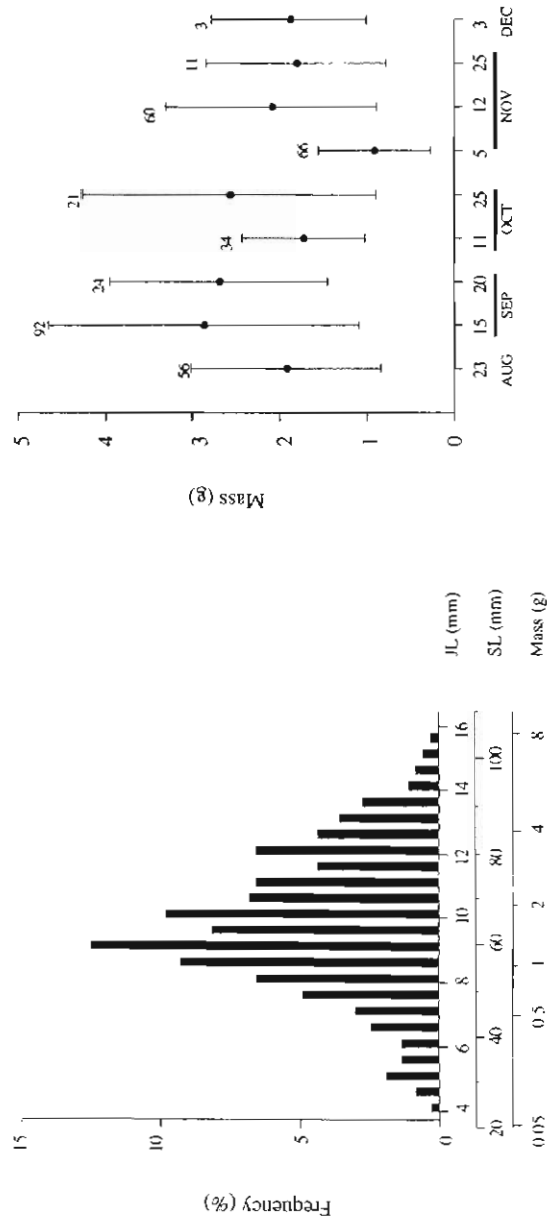 Frequency (%)
15
10
5
0
4 6 8 10 12 14 16 JL (mm)
20 40 60 80 100 SL (mm)
0.05 0.5 1 2 4 8 Mass (g)
Mass (g)
5
4
3
2
1
0
56 92 24 34 21 66 60 11 3
23 15 20 11 25 5 12 25 3
AUG SEP OCT NOV DEC